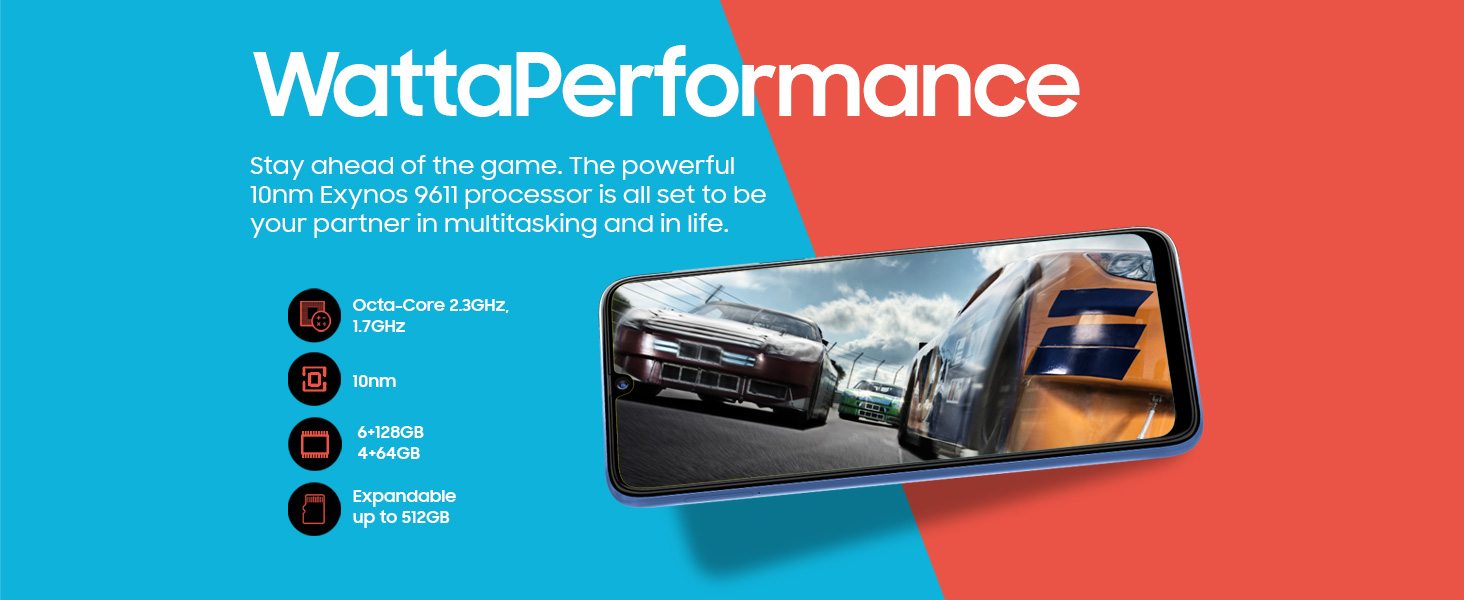 WattaPerformance
Stay ahead of the game. The powerful
10nm Exynos 9611 processor is all set to be
your partner in multitasking and in life.
Octa-Core 2.3GHz,
1.7GHz
10nm
6+128GB
4+64GB
Expandable
up to 512GB